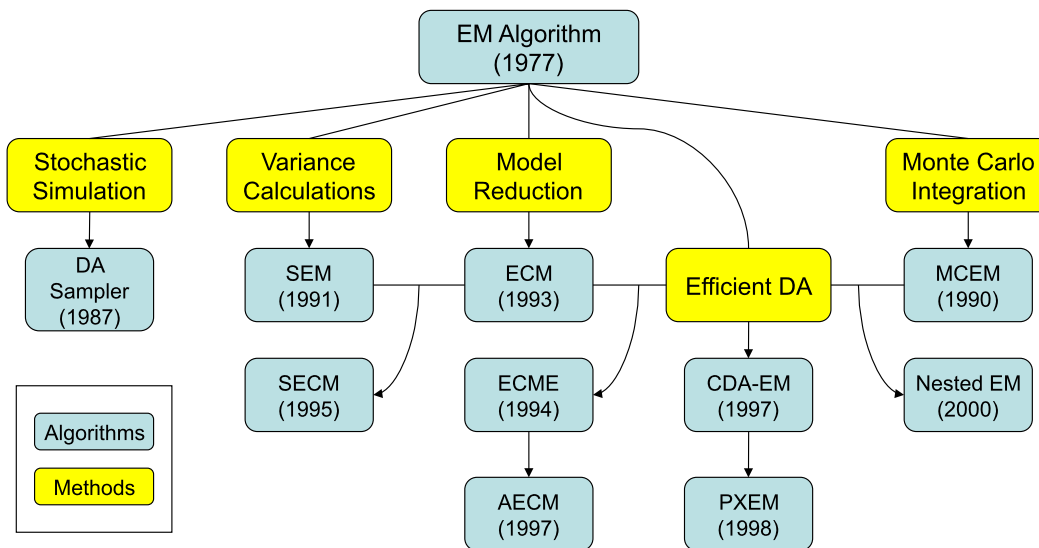 EM Algorithm
(1977)
Stochastic
Simulation
Variance
Calculations
Model
Reduction
Monte Carlo
Integration
DA
Sampler
(1987)
SEM
(1991)
ECM
(1993)
Efficient DA
MCEM
(1990)
SECM
(1995)
ECME
(1994)
CDA-EM
(1997)
Nested EM
(2000)
Algorithms
Methods
AECM
(1997)
PXEM
(1998)